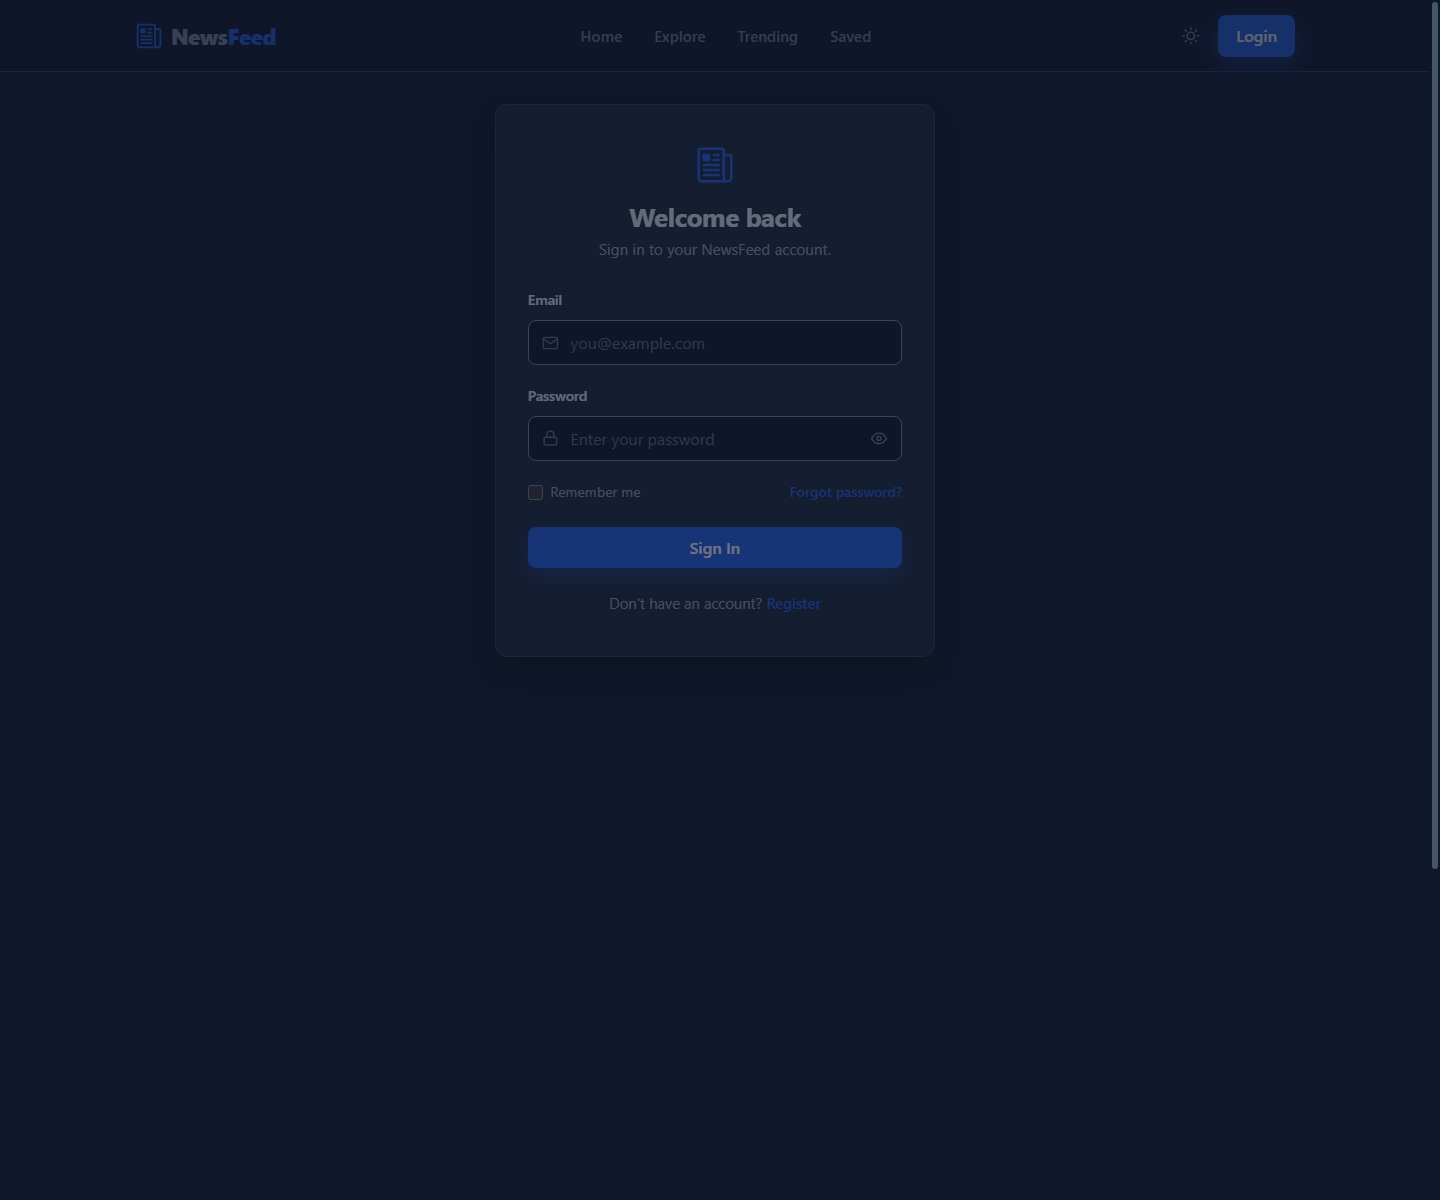 NewsFeed
Home Explore Trending Saved
Login
Welcome back
Sign in to your NewsFeed account.
Email
you@example.com
Password
Enter your password
Remember me Forgot password?
Sign In
Don't have an account? Register